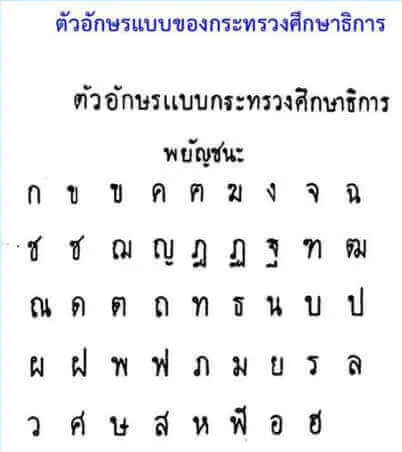 ตัวอักษรแบบของกระทรวงศึกษาธิการ
ตัวอักษรแบบกระทรวงศึกษาธิการ
พยัญชนะ
ก ข ฃ ค ฅ ฆ ง จ ฉ
ช ซ ฌ ญ ฎ ฏ ฐ ฑ ฒ
ณ ด ต ถ ท ธ น บ ป
ผ ฝ พ ฟ ภ ม ย ร ล
ว ศ ษ ส ห ฬ อ ฮ